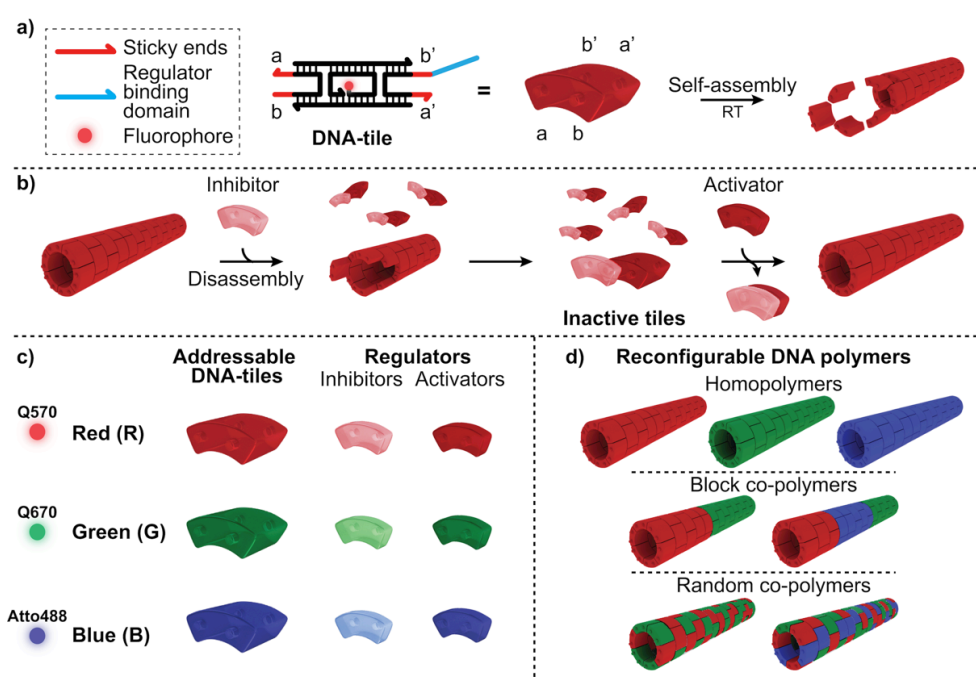 a)
Sticky ends
Regulator
binding
domain
Fluorophore
a
b'
b
a'
DNA-tile
=
b' a'
a b
Self-assembly
RT
b)
Inhibitor
Disassembly
Inactive tiles
Activator
c)
Addressable
DNA-tiles
Regulators
Inhibitors Activators
Q570
Red (R)
Q670
Green (G)
Atto488
Blue (B)
d)
Reconfigurable DNA polymers
Homopolymers
Block co-polymers
Random co-polymers